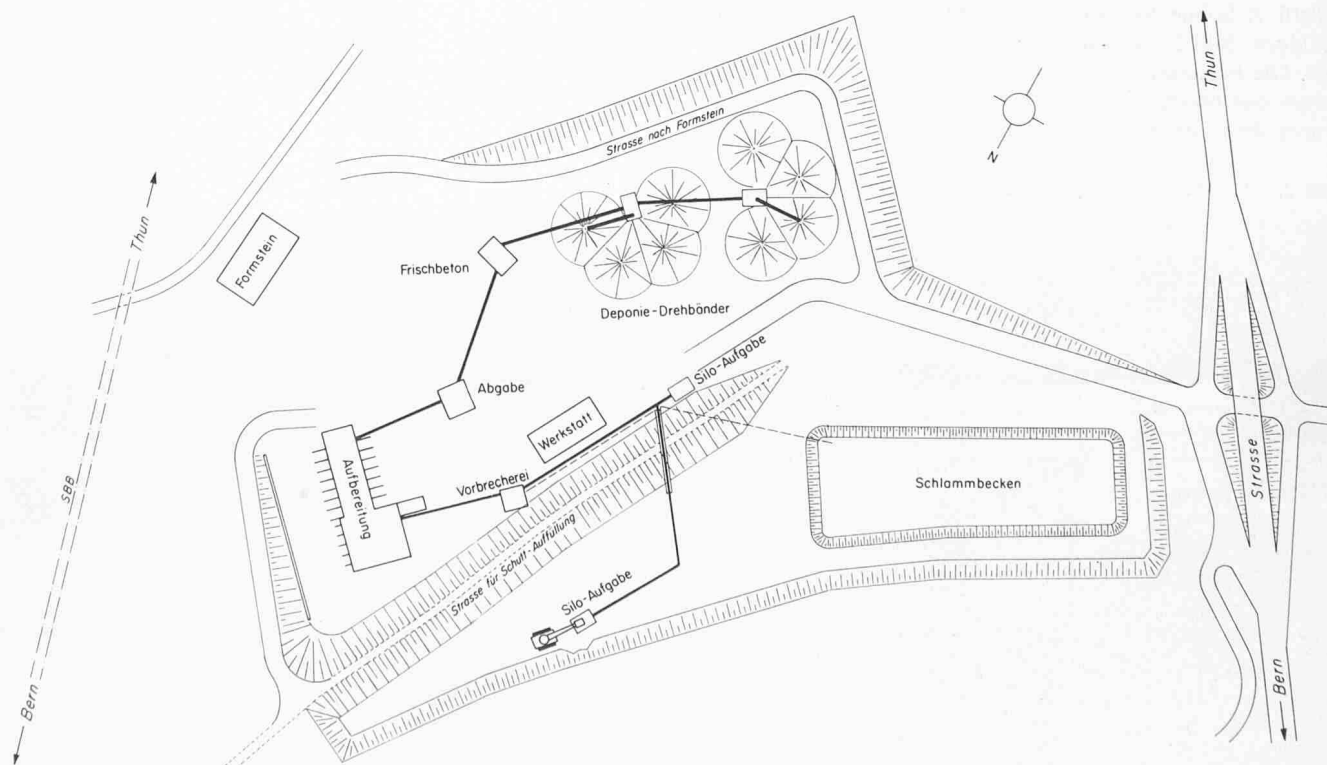 Thun
Strasse nach Formstein
N
Thun
Formstein
Frischbeton
Deponie-Drehbänder
Silo-Aufgabe
Abgabe
Werkstatt
Vorbrecherei
Aufbereitung
SBB
Schlammbecken
Strasse
Strasse für Schutt-Auffüllung
Silo-Aufgabe
Bern
Bern